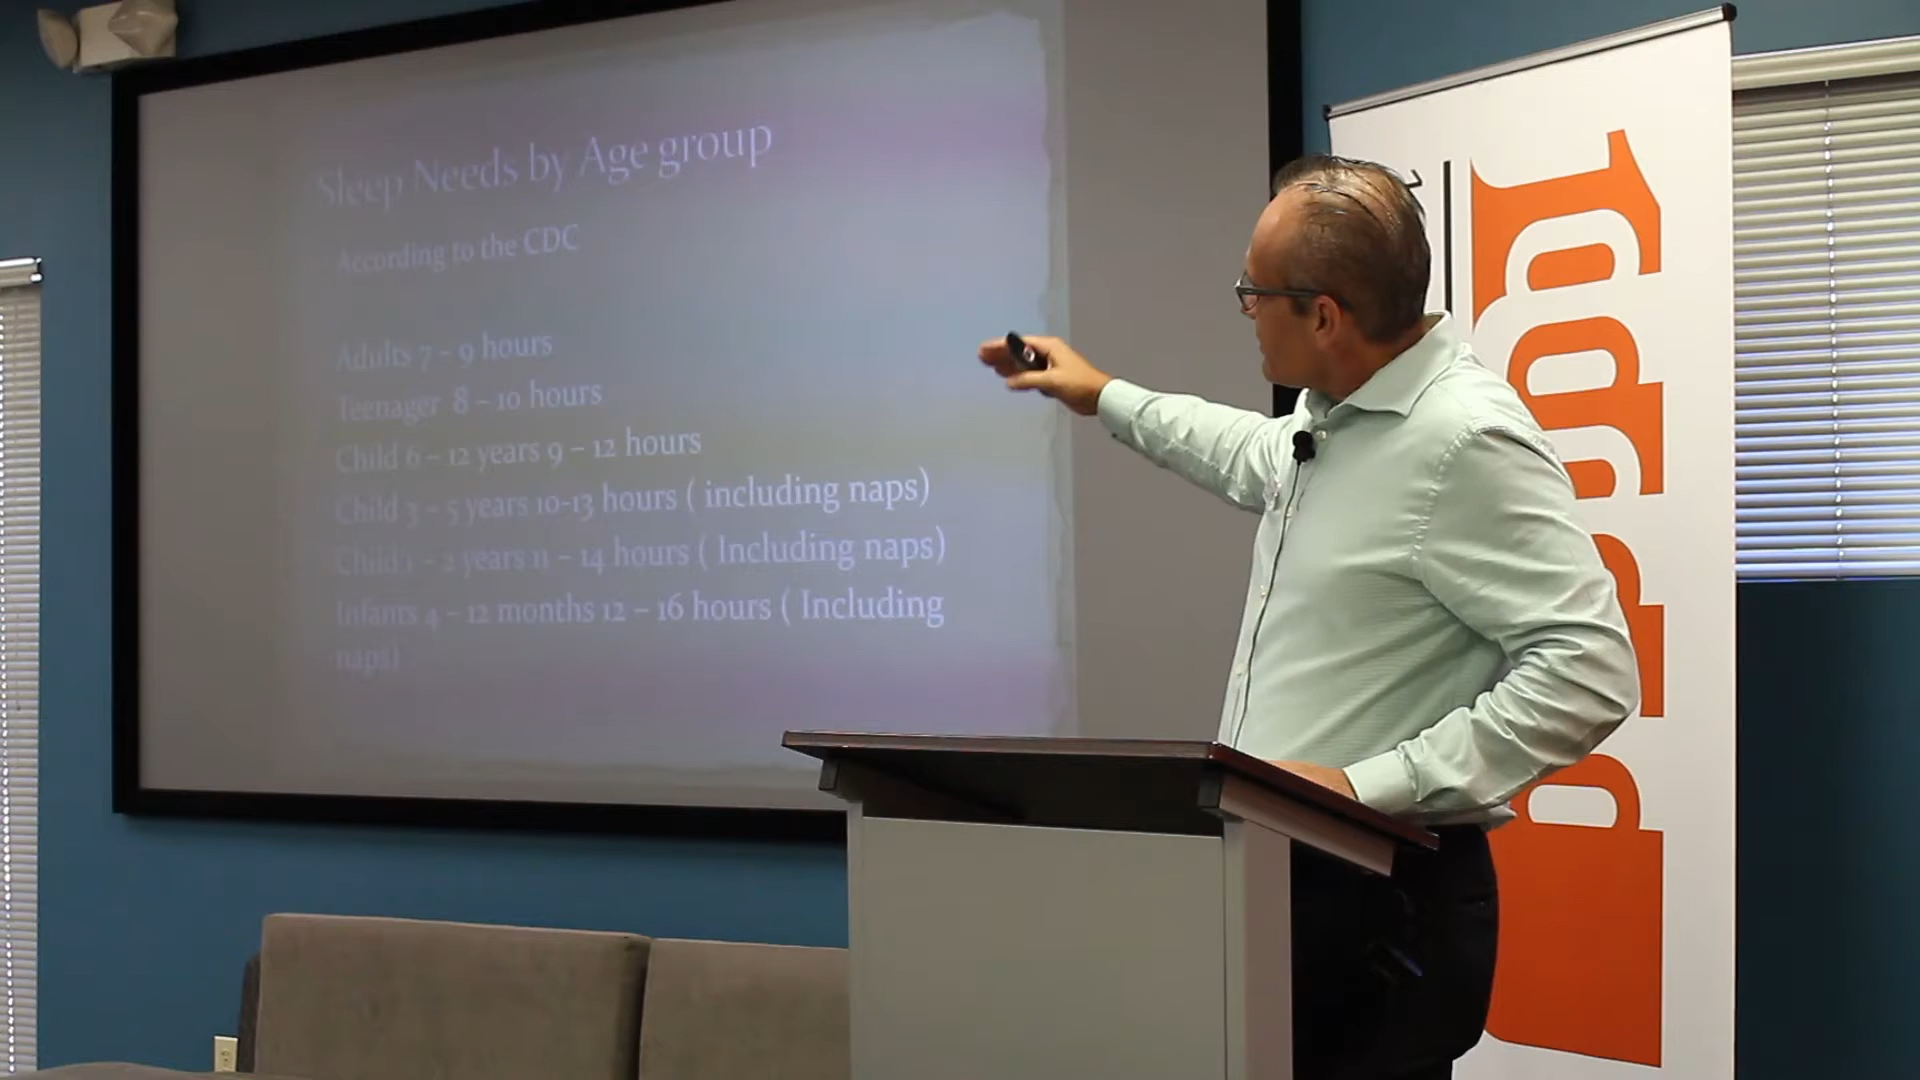 Sleep Needs by Age group
According to the CDC
Adults 7 – 9 hours
Teenager 8 – 10 hours
Child 6 – 12 years 9 – 12 hours
Child 3 – 5 years 10-13 hours ( including naps)
Child 1 – 2 years 11 – 14 hours ( Including naps)
Infants 4 – 12 months 12 – 16 hours ( Including
naps)